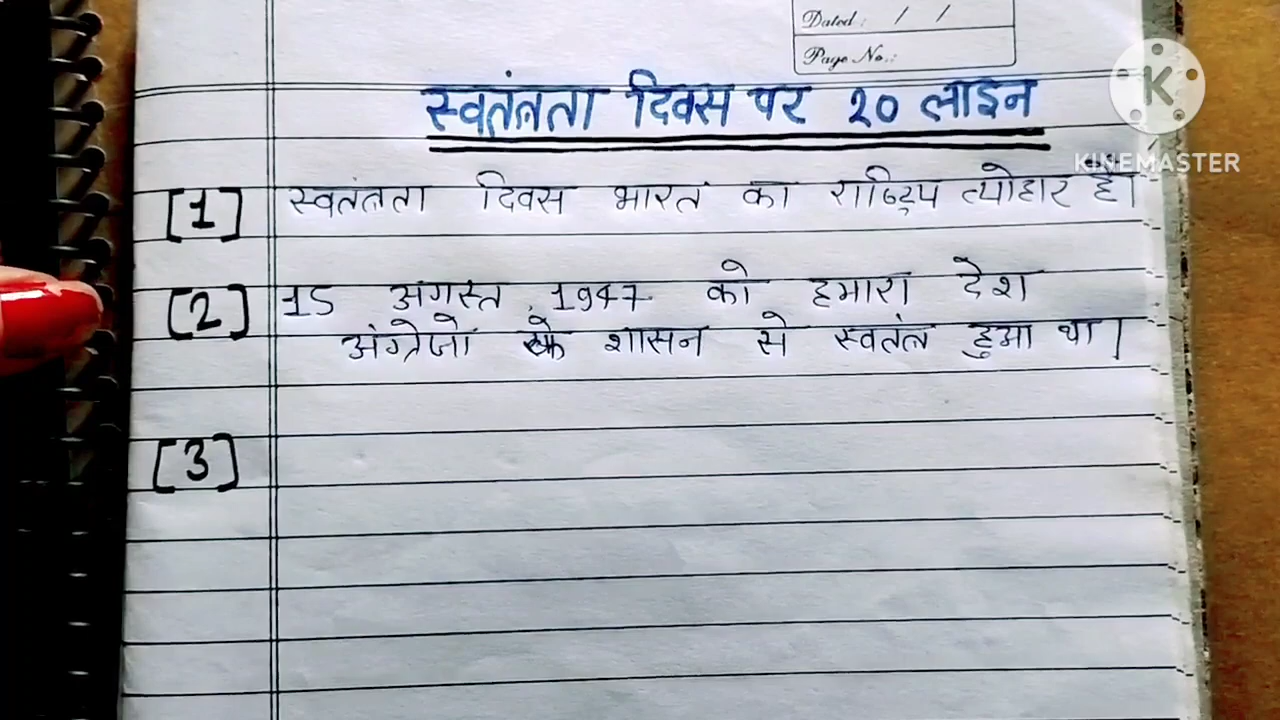 Dated: / /
Page No.:
स्वतंत्रता दिवस पर १० लाइन
KINEMASTER
[1] स्वतंत्रता दिवस भारत का राष्ट्रिय त्योहार है।
[2] 15 अगस्त 1947 को हमारा देश
अंग्रेजो के शासन से स्वतंत्र हुआ था।
[3]